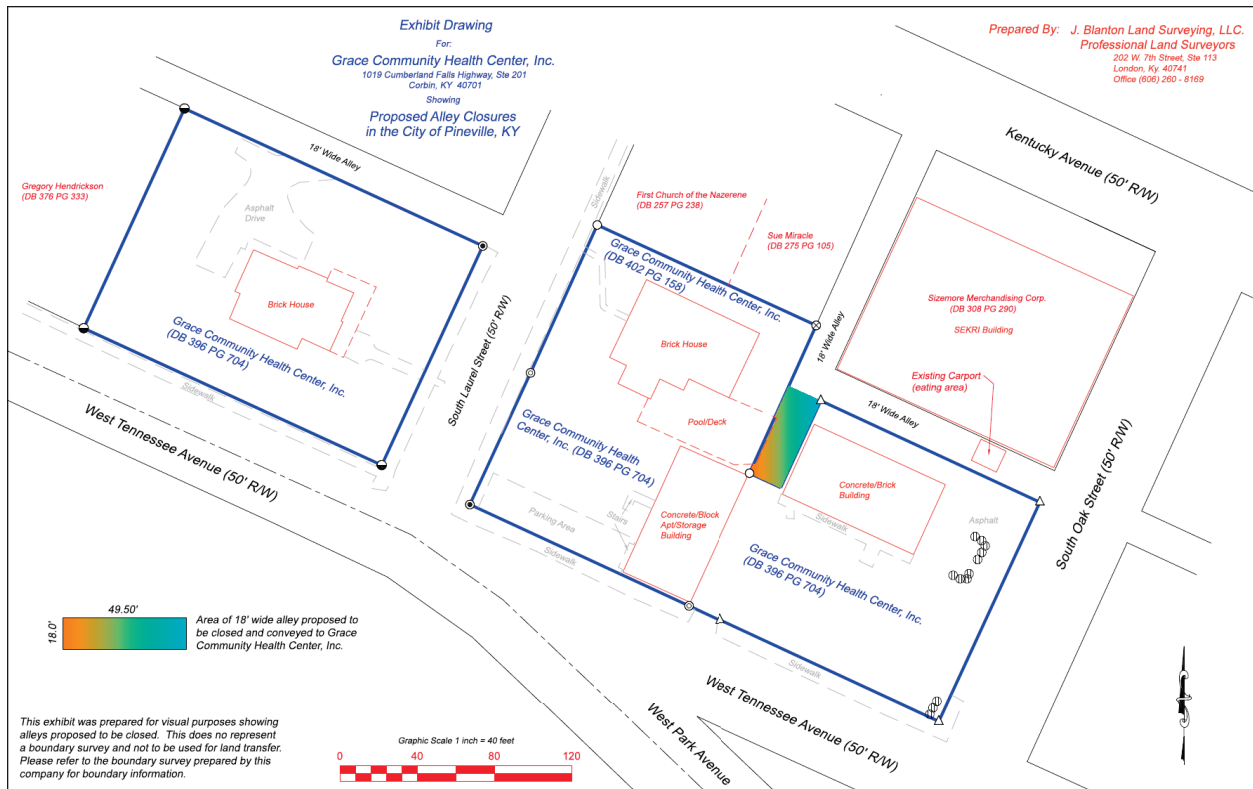 Exhibit Drawing
For:
Grace Community Health Center, Inc.
1019 Cumberland Falls Highway, Ste 201
Corbin, KY 40701
Showing
Proposed Alley Closures
in the City of Pineville, KY
Prepared By: J. Blanton Land Surveying, LLC.
Professional Land Surveyors
202 W. 7th Street, Ste 113
London, Ky. 40741
Office (606) 260 - 8169
18' Wide Alley
Gregory Hendrickson
(DB 376 PG 333)
Asphalt
Drive
Brick House
Grace Community Health Center, Inc.
(DB 396 PG 704)
Sidewalk
West Tennessee Avenue (50' R/W)
South Laurel Street (50' R/W)
Sidewalk
First Church of the Nazerene
(DB 257 PG 238)
Sue Miracle
(DB 275 PG 105)
Grace Community Health Center, Inc.
(DB 402 PG 158)
Brick House
Pool/Deck
18' Wide Alley
Kentucky Avenue (50' R/W)
Sizemore Merchandising Corp.
(DB 308 PG 290)
SEKRI Building
Existing Carport
(eating area)
18' Wide Alley
South Oak Street (50' R/W)
Grace Community Health
Center, Inc. (DB 396 PG 704)
Parking Area
Stairs
Sidewalk
Concrete/Block
Apt/Storage
Building
Concrete/Brick
Building
Sidewalk
Asphalt
Grace Community Health Center, Inc.
(DB 396 PG 704)
Sidewalk
West Tennessee Avenue (50' R/W)
West Park Avenue
49.50'
18.0'
Area of 18' wide alley proposed to
be closed and conveyed to Grace
Community Health Center, Inc.
This exhibit was prepared for visual purposes showing
alleys proposed to be closed. This does no represent
a boundary survey and not to be used for land transfer.
Please refer to the boundary survey prepared by this
company for boundary information.
Graphic Scale 1 inch = 40 feet
0 40 80 120